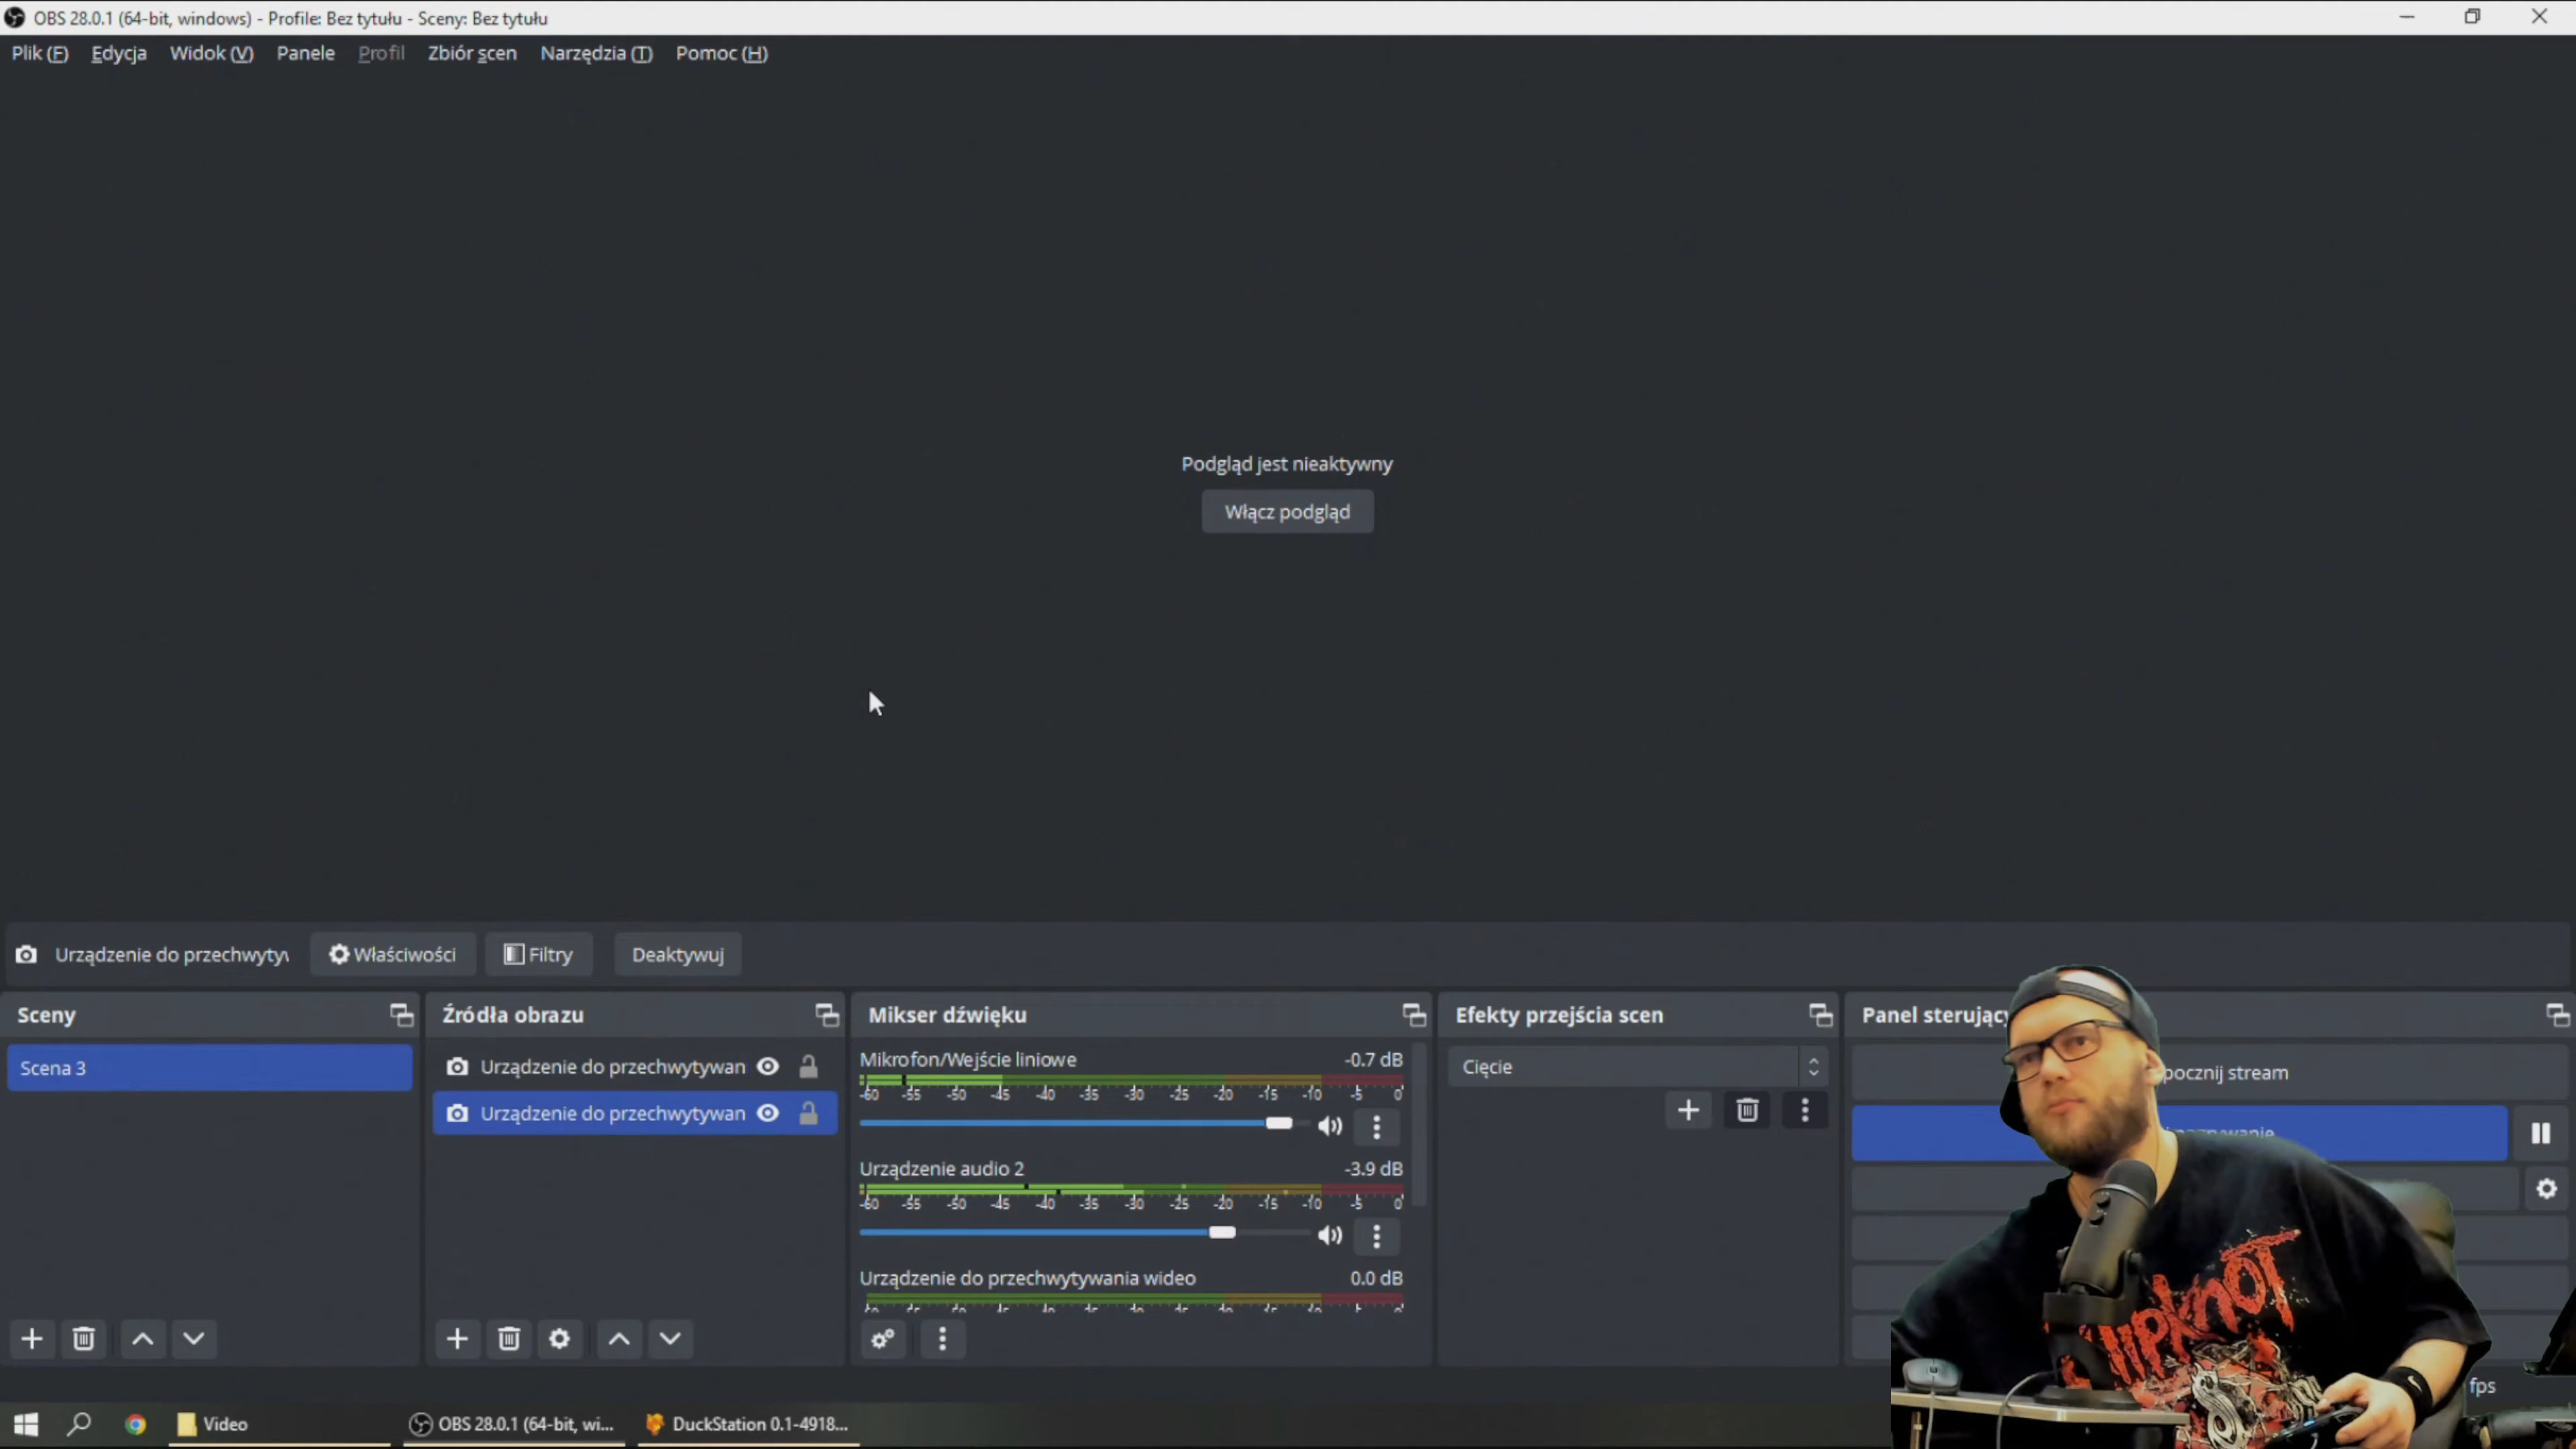 OBS 28.0.1 (64-bit, windows) - Profile: Bez tytułu - Sceny: Bez tytułu
Plik (F) Edycja Widok (V) Panele Profil Zbiór scen Narzędzia (T) Pomoc (H)
Podgląd jest nieaktywny
Włącz podgląd
Urządzenie do przechwyty Właściwości Filtry Deaktywuj
Sceny
Scena 3
Źródła obrazu
Urządzenie do przechwytywan
Urządzenie do przechwytywan
Mikser dźwięku
Mikrofon/Wejście liniowe -0.7 dB
-60 -55 -50 -45 -40 -35 -30 -25 -20 -15 -10 -5 0
Urządzenie audio 2 -3.9 dB
-60 -55 -50 -45 -40 -35 -30 -25 -20 -15 -10 -5 0
Urządzenie do przechwytywania wideo 0.0 dB
Efekty przejścia scen
Cięcie
Panel sterujący
pocznij stream
fps
Video OBS 28.0.1 (64-bit, wi... DuckStation 0.1-4918...